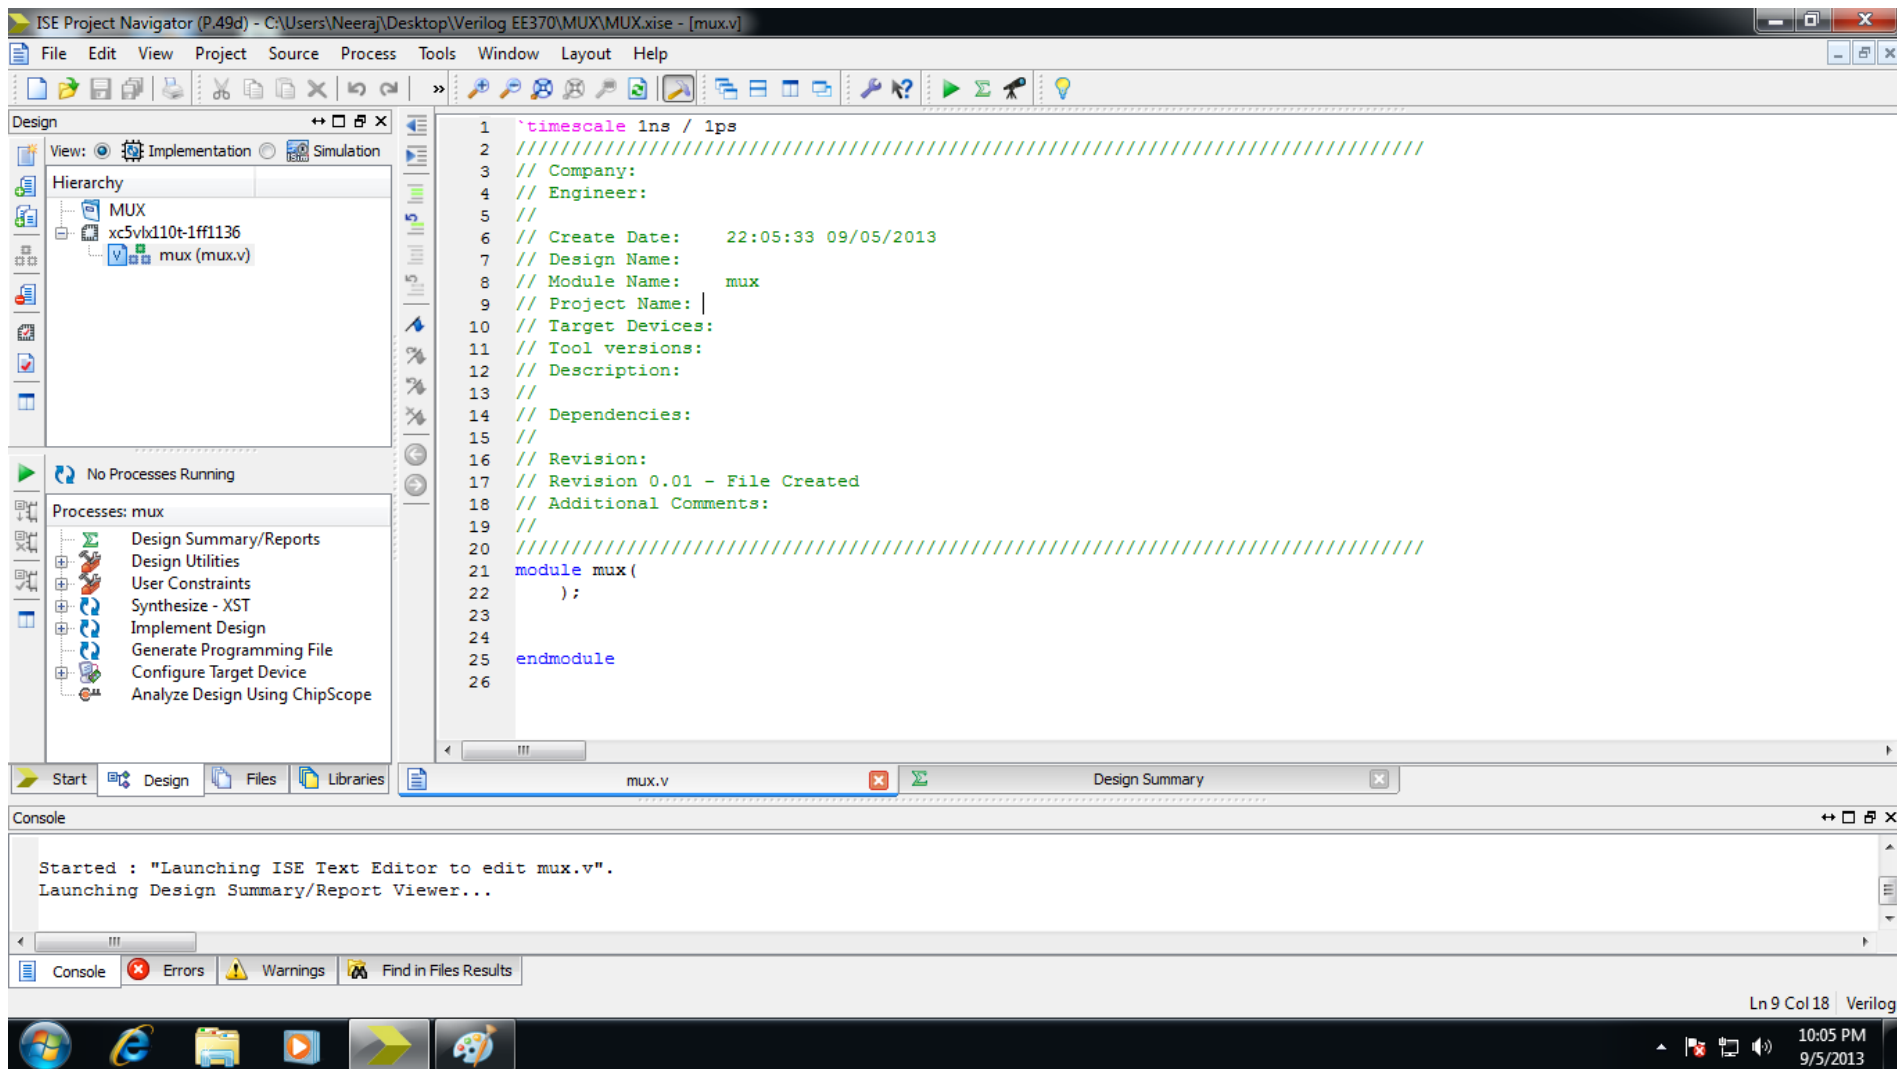 ISE Project Navigator (P.49d) - C:\Users\Neeraj\Desktop\Verilog EE370\MUX\MUX.xise - [mux.v]
File Edit View Project Source Process Tools Window Layout Help
Design
View: Implementation Simulation
Hierarchy
MUX
xc5vlx110t-1ff1136
mux (mux.v)
No Processes Running
Processes: mux
Design Summary/Reports
Design Utilities
User Constraints
Synthesize - XST
Implement Design
Generate Programming File
Configure Target Device
Analyze Design Using ChipScope
Start Design Files Libraries
1 `timescale 1ns / 1ps
2 //////////////////////////////////////////////////////////////////////////////////
3 // Company:
4 // Engineer:
5 //
6 // Create Date: 22:05:33 09/05/2013
7 // Design Name:
8 // Module Name: mux
9 // Project Name:
10 // Target Devices:
11 // Tool versions:
12 // Description:
13 //
14 // Dependencies:
15 //
16 // Revision:
17 // Revision 0.01 - File Created
18 // Additional Comments:
19 //
20 //////////////////////////////////////////////////////////////////////////////////
21 module mux(
22 );
23
24
25 endmodule
26
mux.v Design Summary
Console
Started : "Launching ISE Text Editor to edit mux.v".
Launching Design Summary/Report Viewer...
Console Errors Warnings Find in Files Results
Ln 9 Col 18 Verilog
10:05 PM
9/5/2013